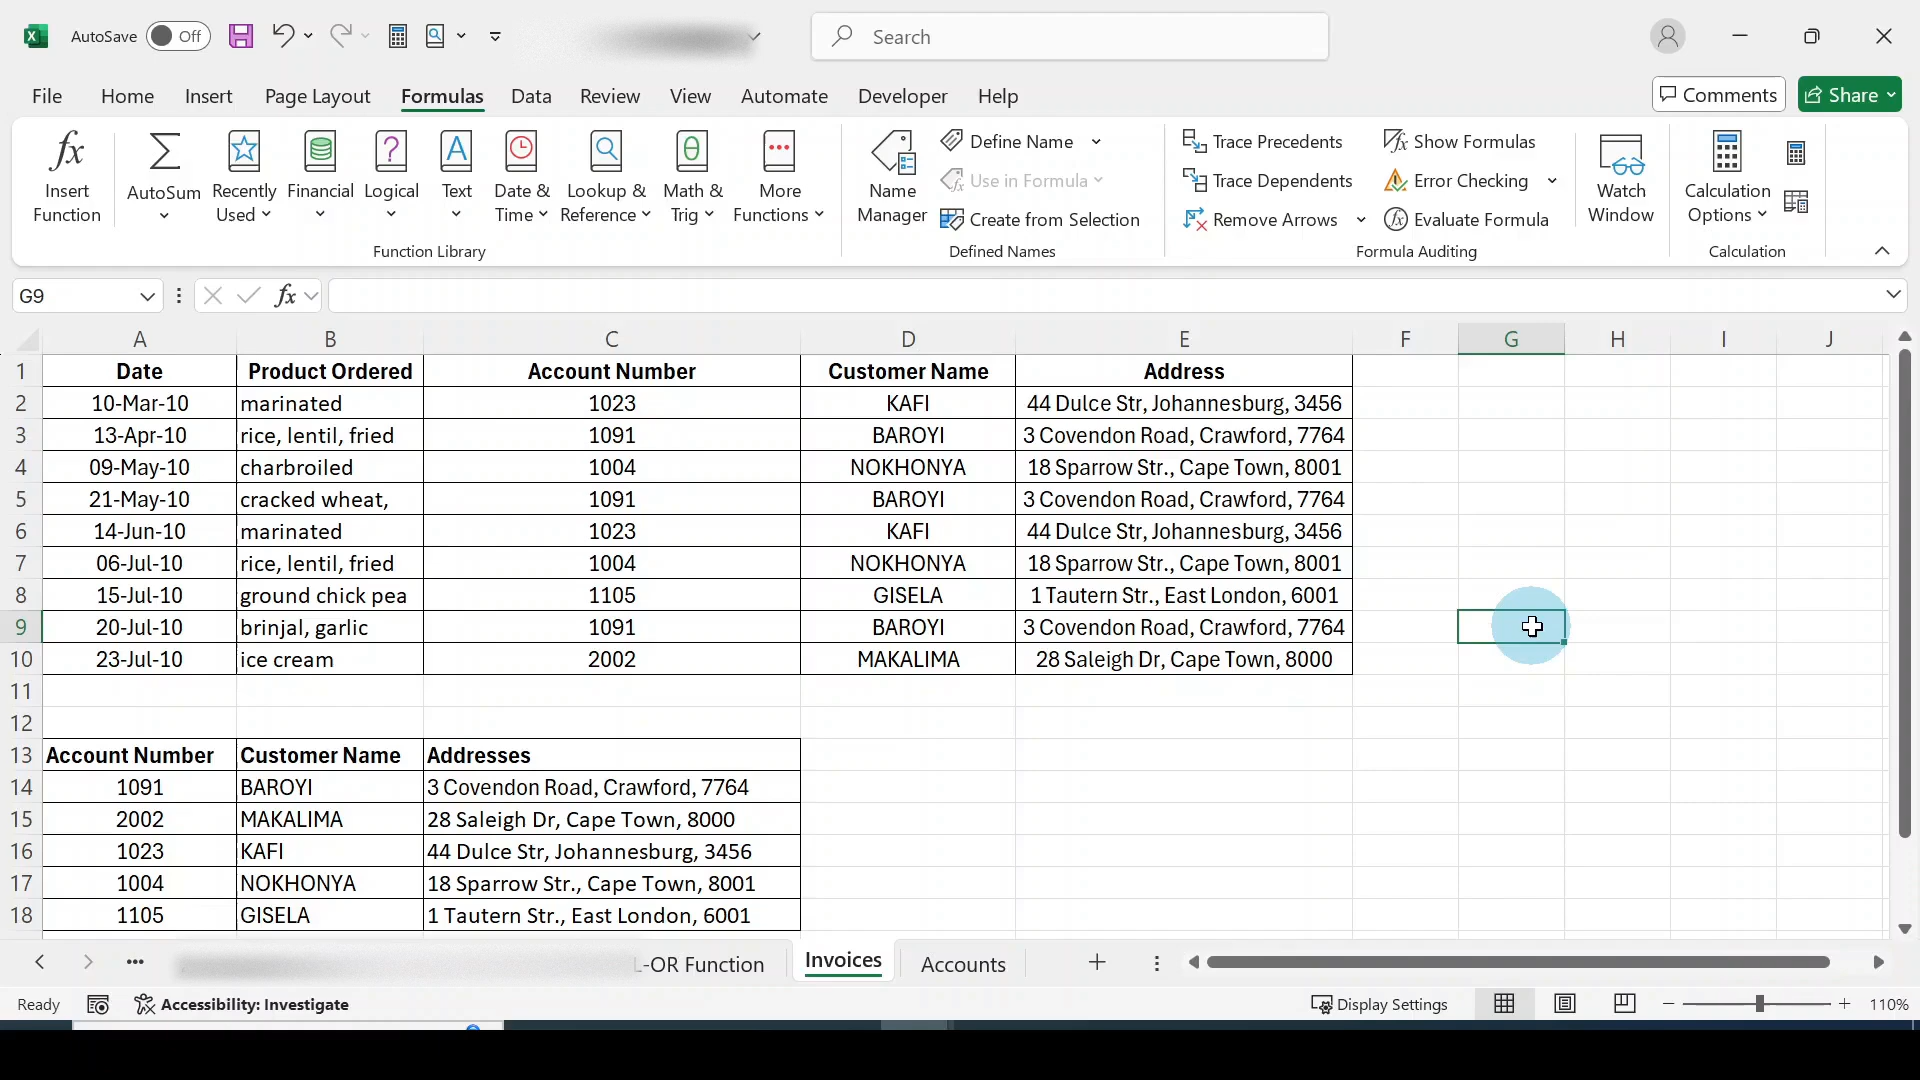 AutoSave Off Search
File Home Insert Page Layout Formulas Data Review View Automate Developer Help Comments Share
Insert Function AutoSum Recently Used Financial Logical Text Date & Time Lookup & Reference Math & Trig More Functions
Function Library
Name Manager Define Name Use in Formula Create from Selection
Defined Names
Trace Precedents Trace Dependents Remove Arrows Show Formulas Error Checking Evaluate Formula
Formula Auditing
Watch Window
Calculation Options
Calculation
G9 fx
A B C D E F G H I J
1 Date Product Ordered Account Number Customer Name Address
2 10-Mar-10 marinated 1023 KAFI 44 Dulce Str, Johannesburg, 3456
3 13-Apr-10 rice, lentil, fried 1091 BAROYI 3 Covendon Road, Crawford, 7764
4 09-May-10 charbroiled 1004 NOKHONYA 18 Sparrow Str., Cape Town, 8001
5 21-May-10 cracked wheat, 1091 BAROYI 3 Covendon Road, Crawford, 7764
6 14-Jun-10 marinated 1023 KAFI 44 Dulce Str, Johannesburg, 3456
7 06-Jul-10 rice, lentil, fried 1004 NOKHONYA 18 Sparrow Str., Cape Town, 8001
8 15-Jul-10 ground chick pea 1105 GISELA 1 Tautern Str., East London, 6001
9 20-Jul-10 brinjal, garlic 1091 BAROYI 3 Covendon Road, Crawford, 7764
10 23-Jul-10 ice cream 2002 MAKALIMA 28 Saleigh Dr, Cape Town, 8000
11
12
13 Account Number Customer Name Addresses
14 1091 BAROYI 3 Covendon Road, Crawford, 7764
15 2002 MAKALIMA 28 Saleigh Dr, Cape Town, 8000
16 1023 KAFI 44 Dulce Str, Johannesburg, 3456
17 1004 NOKHONYA 18 Sparrow Str., Cape Town, 8001
18 1105 GISELA 1 Tautern Str., East London, 6001
-OR Function Invoices Accounts
Ready Accessibility: Investigate Display Settings 110%